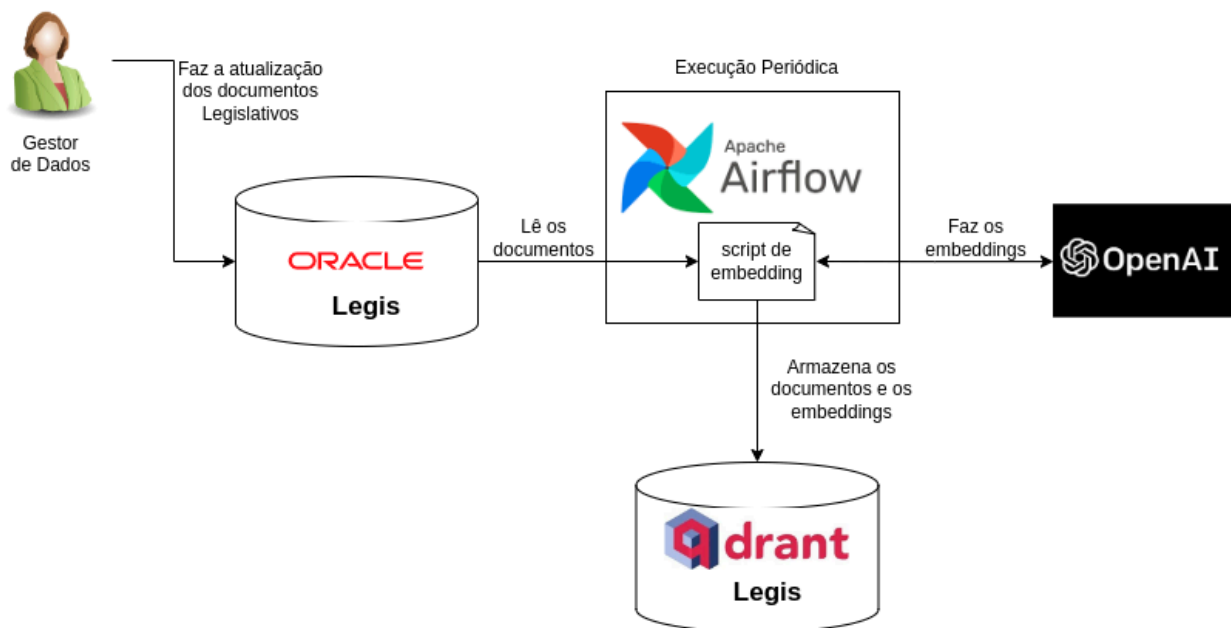 Gestor
de Dados
Faz a atualização
dos documentos
Legislativos
ORACLE
Legis
Lê os
documentos
Execução Periódica
Apache
Airflow
script de
embedding
Faz os
embeddings
OpenAI
Armazena os
documentos e os
embeddings
qdrant
Legis